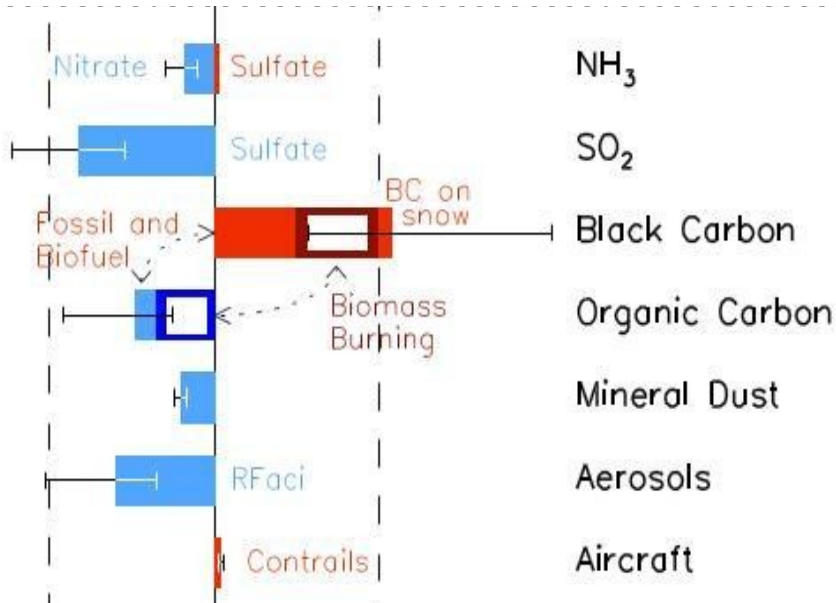 Nitrate Sulfate NH₃
Sulfate SO₂
BC on
snow
Fossil and
Biofuel
Black Carbon
Biomass
Burning
Organic Carbon
Mineral Dust
RFaci Aerosols
Contrails Aircraft